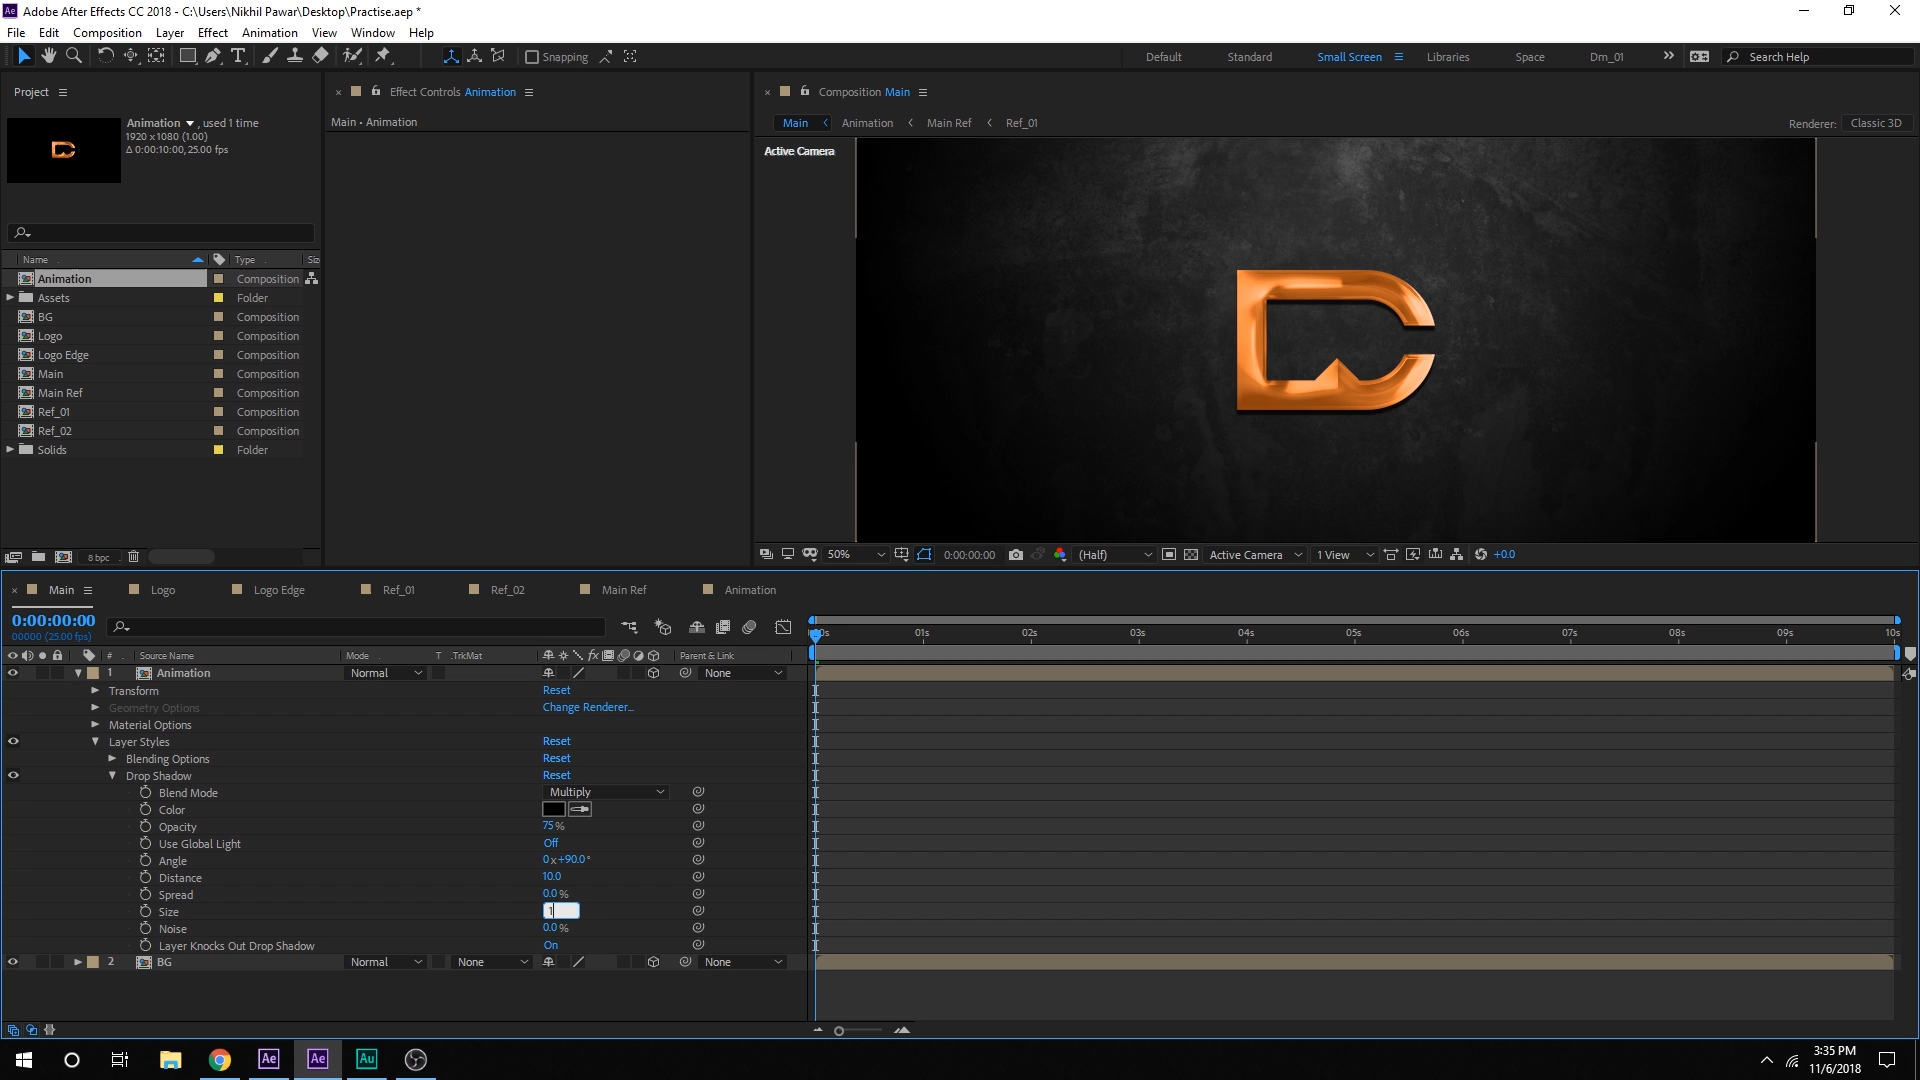 Adobe After Effects CC 2018 - C:\Users\Nikhil Pawar\Desktop\Practise.aep *
File Edit Composition Layer Effect Animation View Window Help
Snapping Default Standard Small Screen Libraries Space Dm_01 Search Help
Project Effect Controls Animation Composition Main
Animation , used 1 time
1920 x 1080 (1.00)
Δ 0:00:10:00, 25.00 fps
Main • Animation
Main Animation Main Ref Ref_01 Renderer: Classic 3D
Active Camera
Name Type Siz
Animation Composition
Assets Folder
BG Composition
Logo Composition
Logo Edge Composition
Main Composition
Main Ref Composition
Ref_01 Composition
Ref_02 Composition
Solids Folder
8 bpc 50% 0:00:00:00 (Half) Active Camera 1 View +0.0
Main Logo Logo Edge Ref_01 Ref_02 Main Ref Animation
0:00:00:00
00000 (25.00 fps)
0s 01s 02s 03s 04s 05s 06s 07s 08s 09s 10s
# Source Name Mode T .TrkMat fx Parent & Link
1 Animation Normal None
Transform Reset
Geometry Options Change Renderer...
Material Options
Layer Styles Reset
Blending Options Reset
Drop Shadow Reset
Blend Mode Multiply
Color
Opacity 75%
Use Global Light Off
Angle 0x+90.0°
Distance 10.0
Spread 0.0%
Size 1
Noise 0.0%
Layer Knocks Out Drop Shadow On
2 BG Normal None None
Ae Ae Au
3:35 PM
11/6/2018